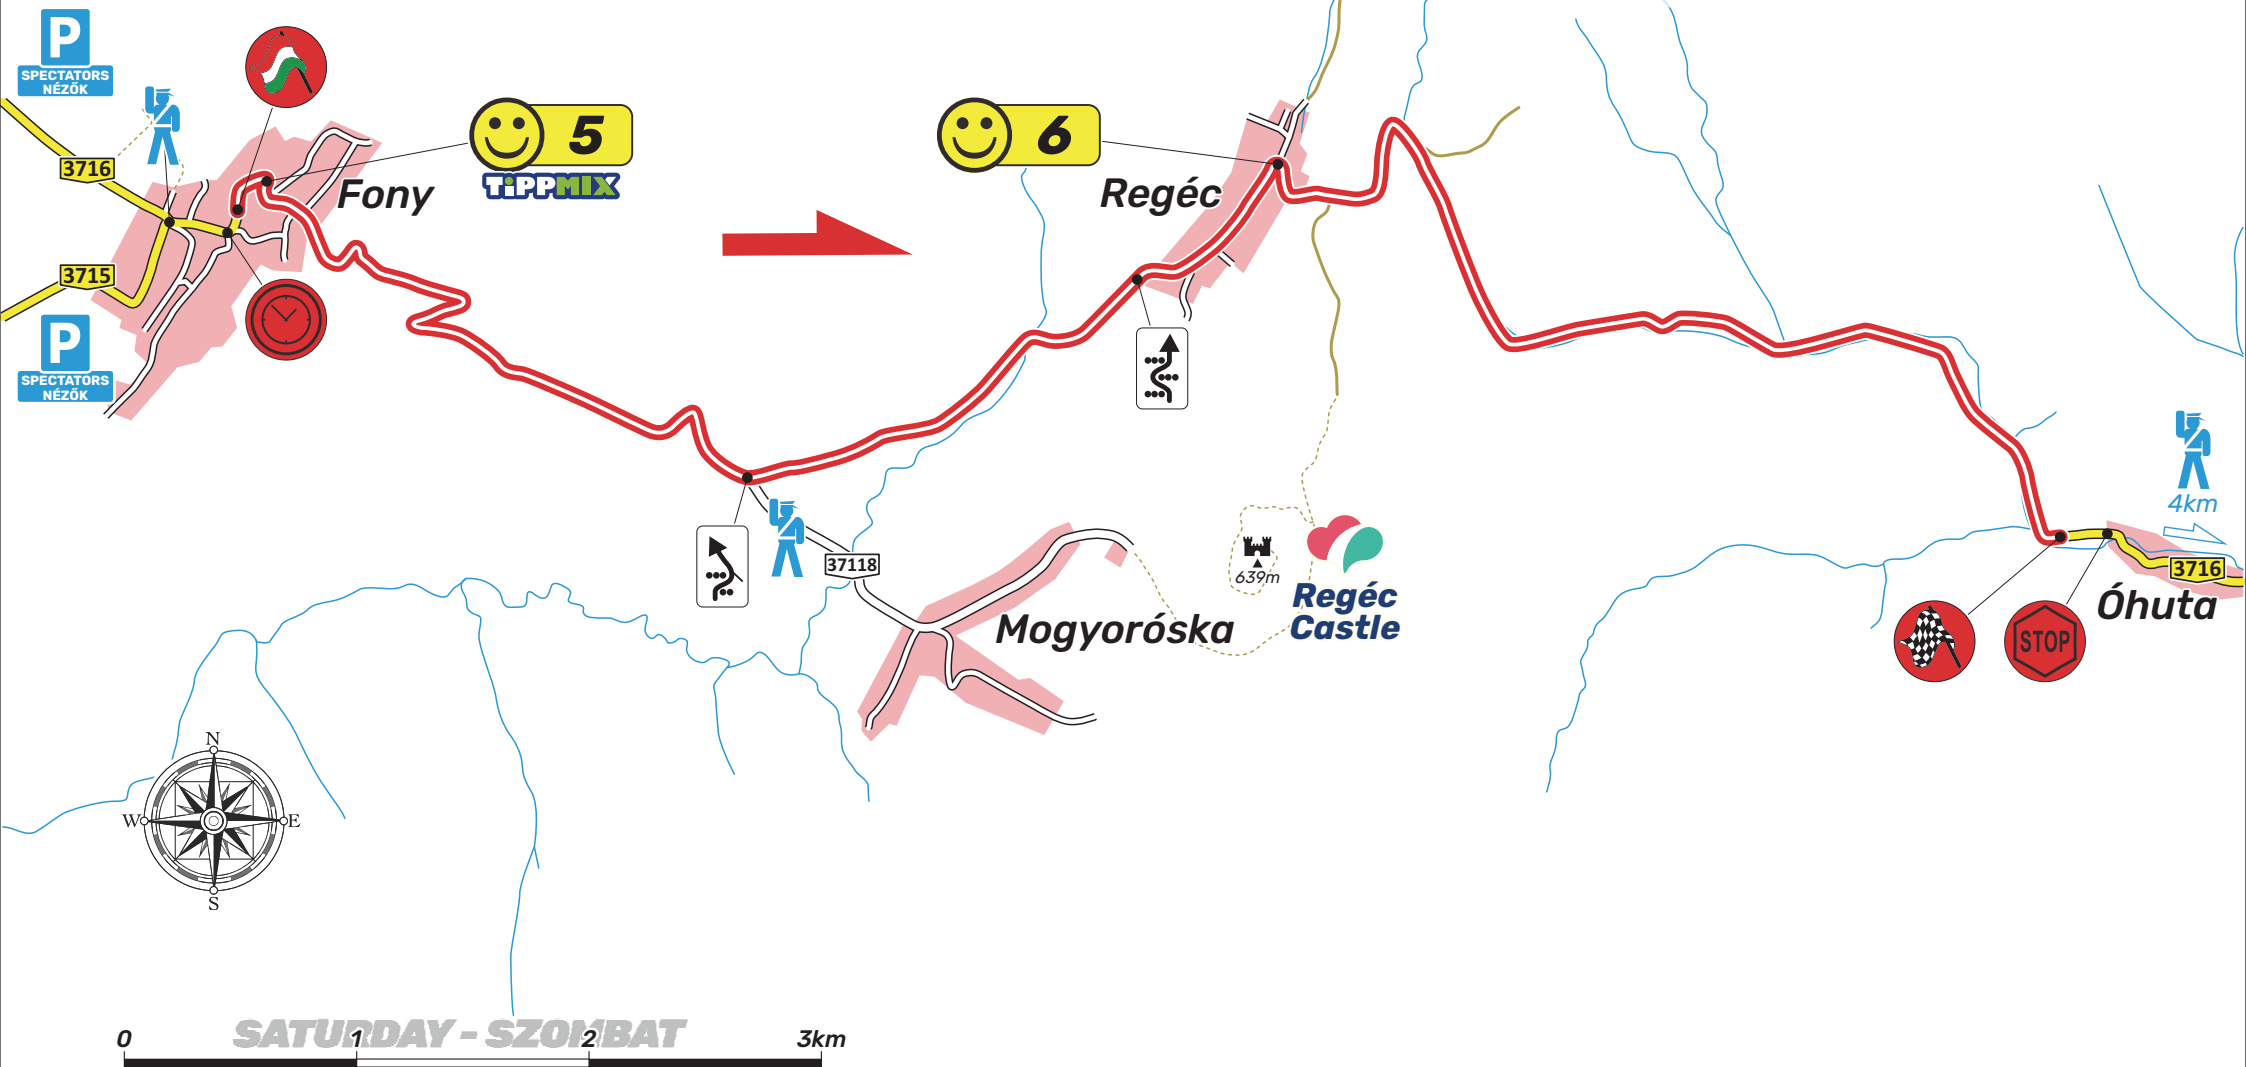 P
SPECTATORS
NÉZŐK
3716
3715
P
SPECTATORS
NÉZŐK
Fony
5
TIPPMIX
6
Regéc
37118
Mogyoróska
639m
Regéc
Castle
4km
3716
Óhuta
STOP
N
W
E
S
SATURDAY - SZOMBAT
0
1
2
3km